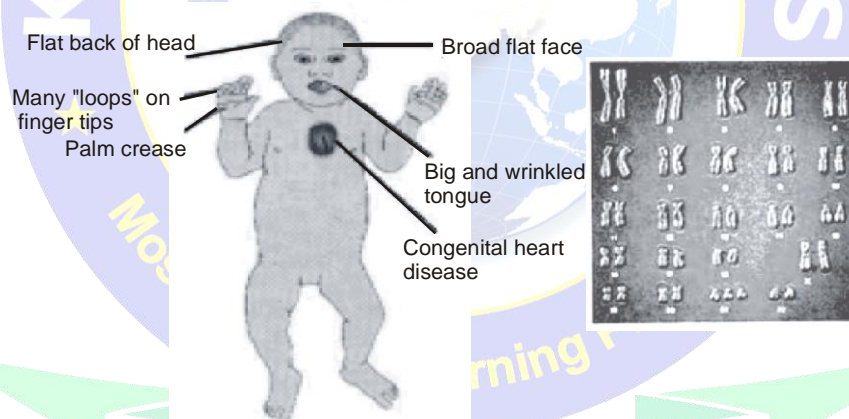 Flat back of head
Broad flat face
Many "loops" on
finger tips
Palm crease
Big and wrinkled
tongue
Congenital heart
disease
K
S
Mos
rning P